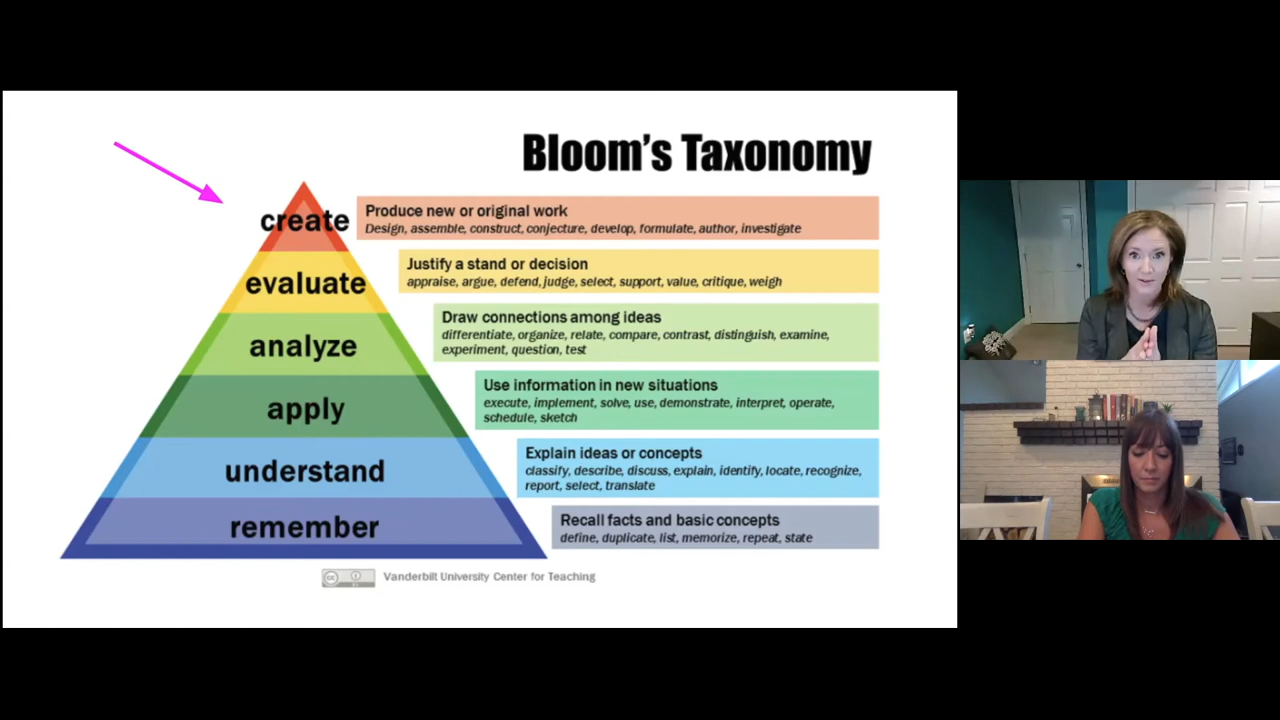 Bloom's Taxonomy
create
Produce new or original work
Design, assemble, construct, conjecture, develop, formulate, author, investigate
evaluate
Justify a stand or decision
appraise, argue, defend, judge, select, support, value, critique, weigh
analyze
Draw connections among ideas
differentiate, organize, relate, compare, contrast, distinguish, examine,
experiment, question, test
apply
Use information in new situations
execute, implement, solve, use, demonstrate, interpret, operate,
schedule, sketch
understand
Explain ideas or concepts
classify, describe, discuss, explain, identify, locate, recognize,
report, select, translate
remember
Recall facts and basic concepts
define, duplicate, list, memorize, repeat, state
cc
Vanderbilt University Center for Teaching